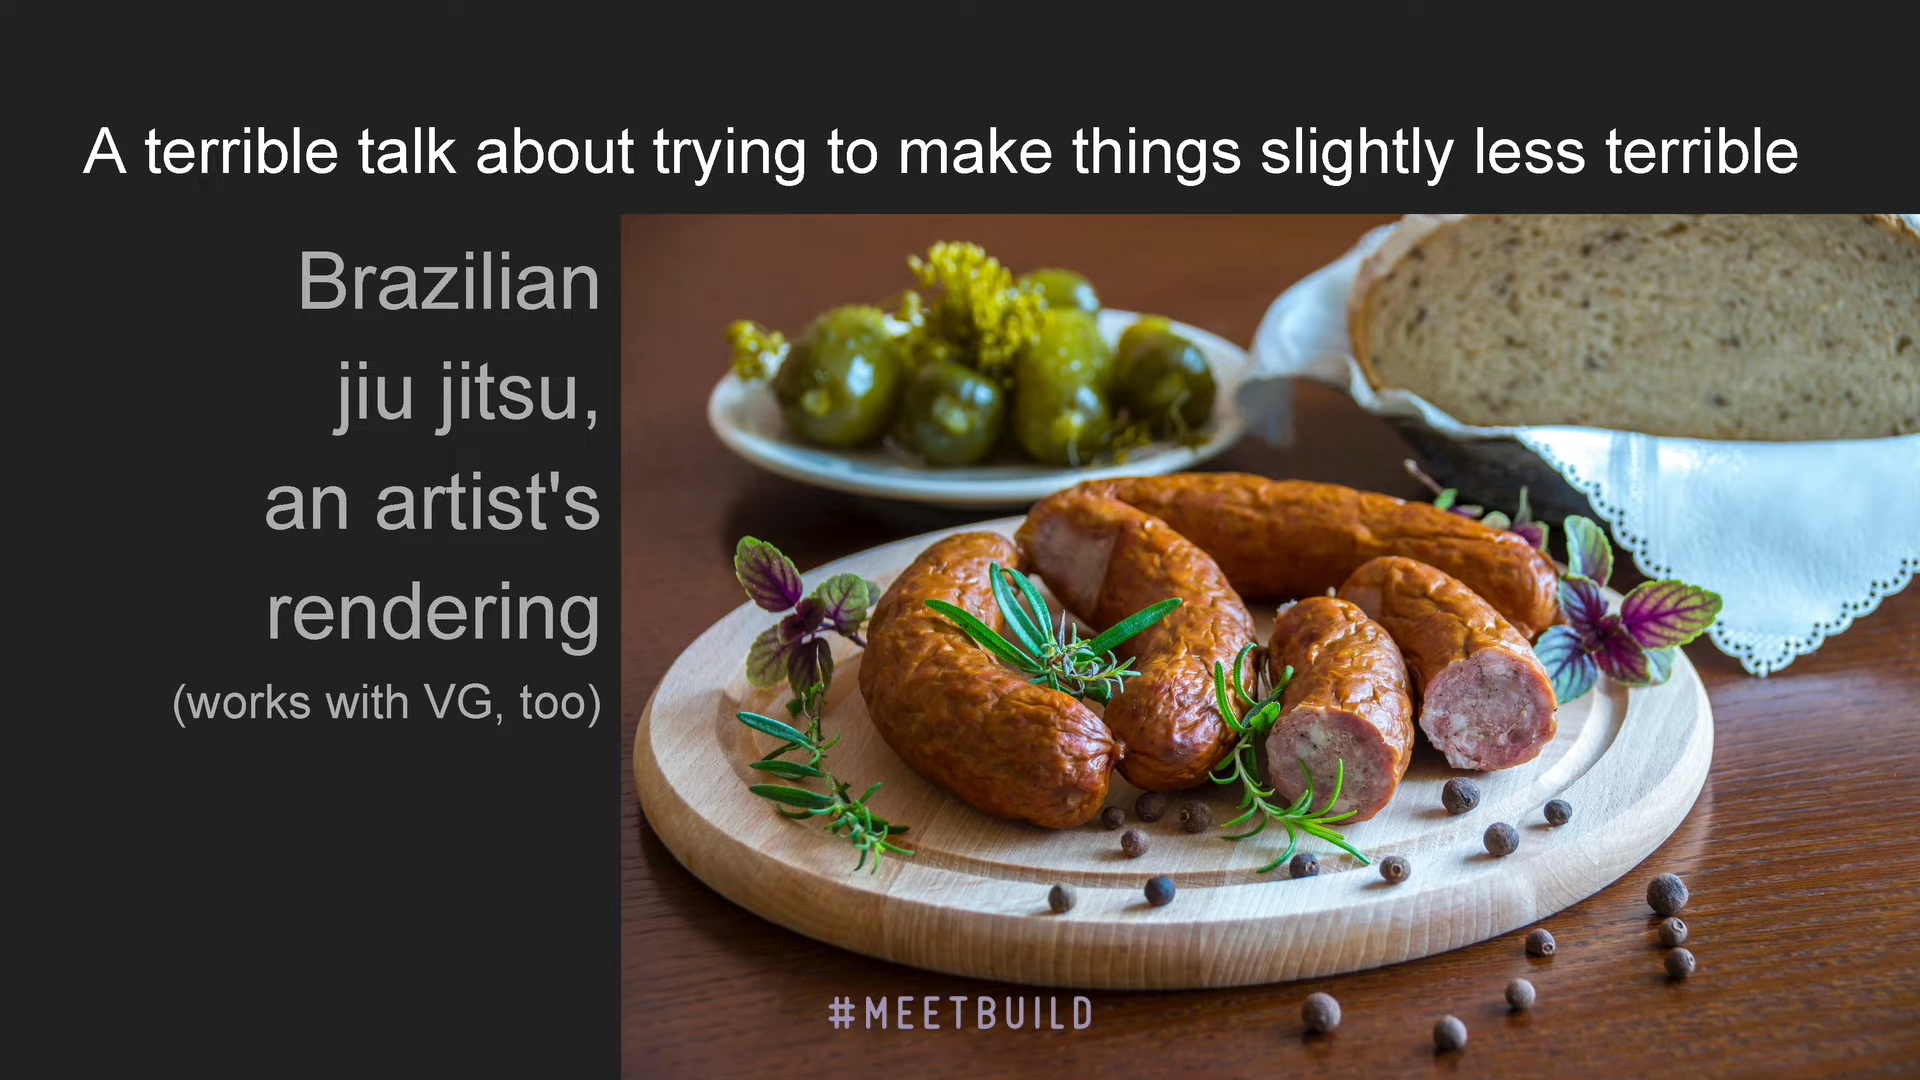 A terrible talk about trying to make things slightly less terrible
Brazilian
jiu jitsu,
an artist's
rendering
(works with VG, too)
#MEETBUILD